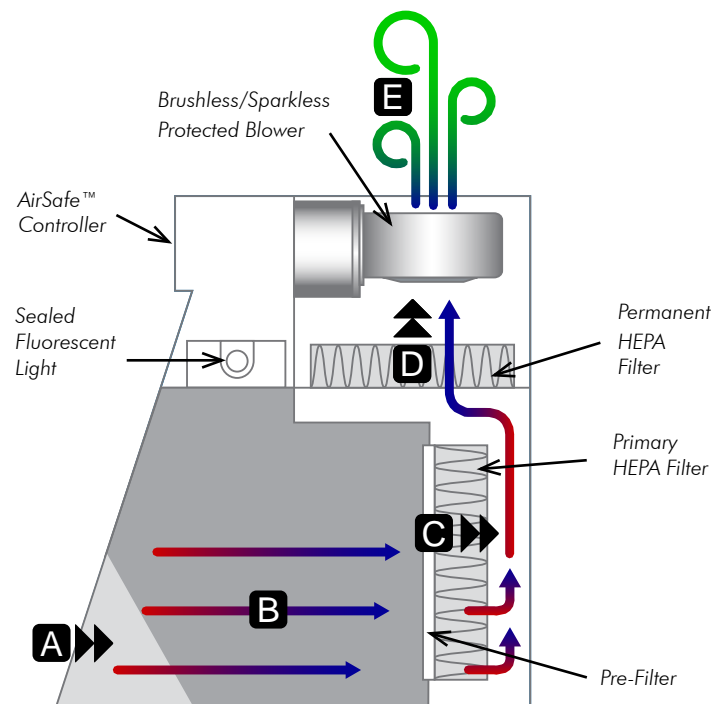 E
Brushless/Sparkless
Protected Blower
AirSafe™
Controller
Sealed
Fluorescent
Light
Permanent
HEPA
Filter
D
Primary
HEPA Filter
C
B
A
Pre-Filter